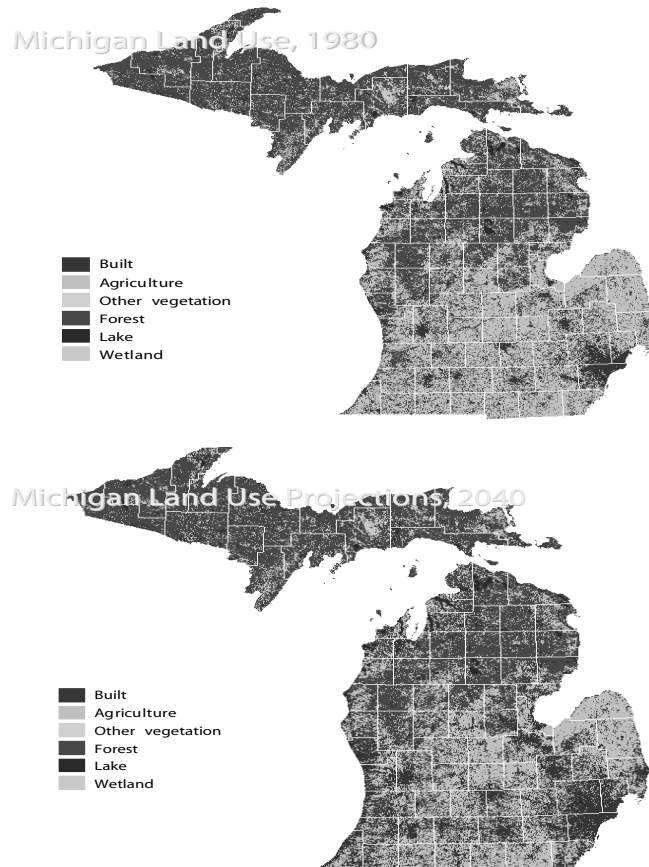 Michigan Land Use, 1980
Built
Agriculture
Other vegetation
Forest
Lake
Wetland
Michigan Land Use Projections, 2040
Built
Agriculture
Other vegetation
Forest
Lake
Wetland